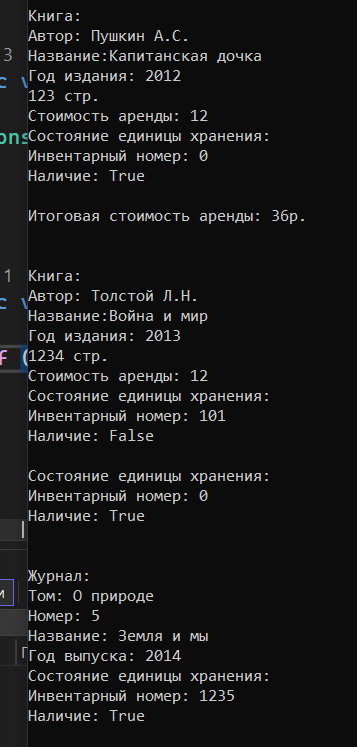 Книга:
Автор: Пушкин А.С.
Название:Капитанская дочка
Год издания: 2012
123 стр.
Стоимость аренды: 12
Состояние единицы хранения:
Инвентарный номер: 0
Наличие: True
Итоговая стоимость аренды: 36р.
Книга:
Автор: Толстой Л.Н.
Название:Война и мир
Год издания: 2013
1234 стр.
Стоимость аренды: 12
Состояние единицы хранения:
Инвентарный номер: 101
Наличие: False
Состояние единицы хранения:
Инвентарный номер: 0
Наличие: True
Журнал:
Том: О природе
Номер: 5
Название: Земля и мы
Год выпуска: 2014
Состояние единицы хранения:
Инвентарный номер: 1235
Наличие: True